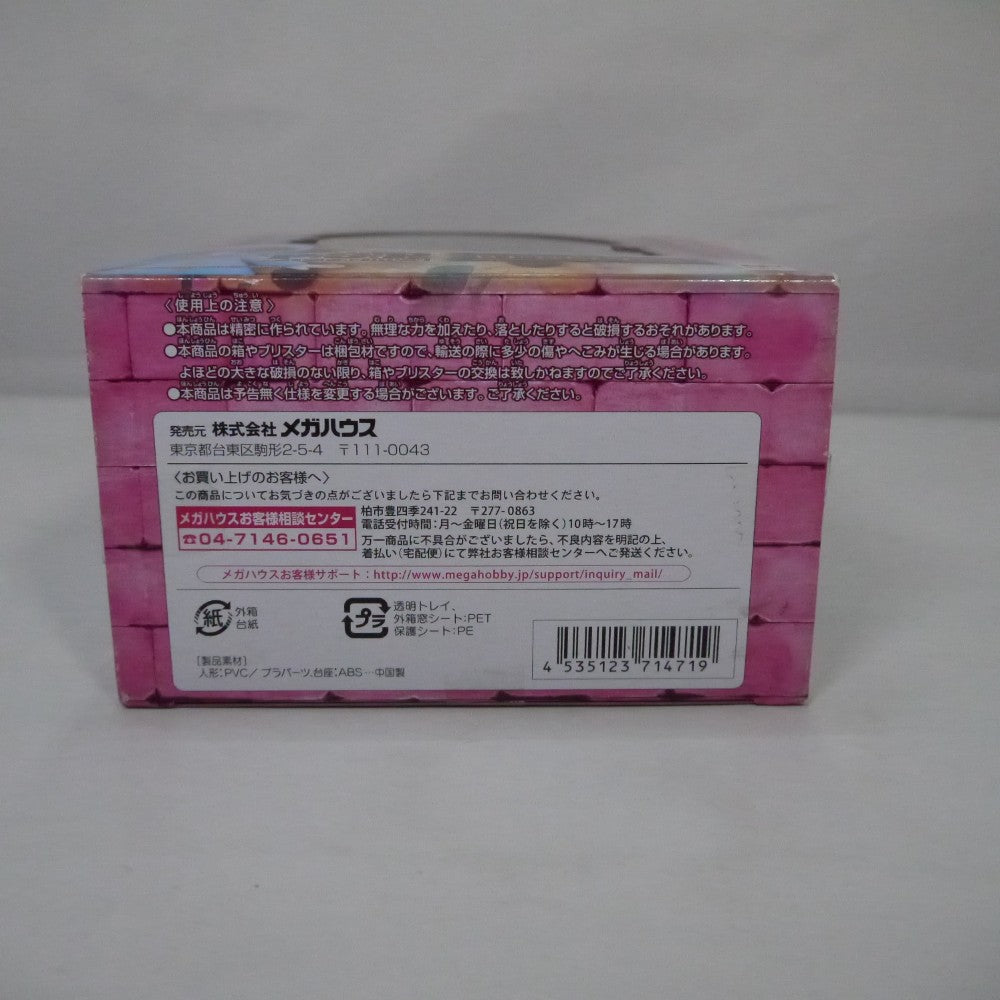 〈使用上の注意〉
●本商品は精密に作られています。無理な力を加えたり、落としたりすると破損するおそれがあります。
●本商品の箱やブリスターは梱包材ですので、輸送の際に多少の傷やへこみが生じる場合があります。
よほどの大きな破損のない限り、箱やブリスターの交換は致しかねますのでご了承ください。
●本商品は予告無く仕様を変更する場合がございます。ご了承ください。
発売元 株式会社 メガハウス
東京都台東区駒形2-5-4 〒111-0043
〈お買い上げのお客様へ〉
この商品についてお気づきの点がございましたら下記までお問い合わせください。
メガハウスお客様相談センター
☎04-7146-0651
柏市豊四季241-22 〒277-0863
電話受付時間:月〜金曜日(祝日を除く)10時〜17時
万一商品に不具合がございましたら、不良内容を明記の上、
着払い(宅配便)にて弊社お客様相談センターへご発送ください。
メガハウスお客様サポート:http://www.megahobby.jp/support/inquiry_mail/
紙 外箱
台紙
プラ 透明トレイ、
外箱窓シート:PET
保護シート:PE
[製品素材]
人形:PVC/プラパーツ、台座:ABS…中国製
4 535123 714719